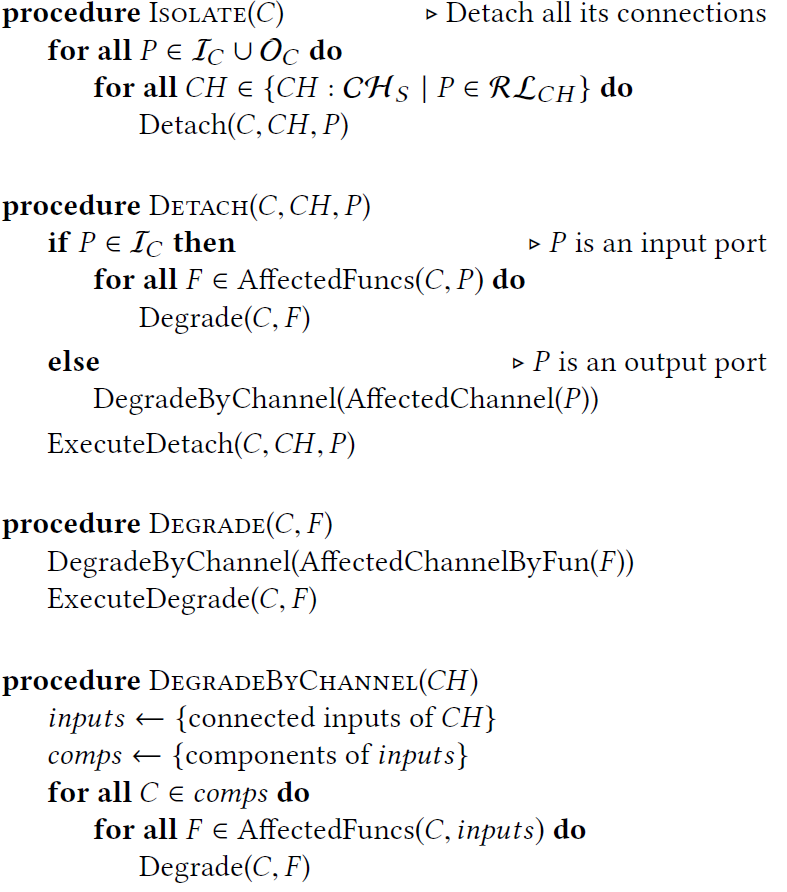 procedure Isolate(C) ▹ Detach all its connections
for all P ∈ 𝓘_C ∪ 𝓞_C do
for all CH ∈ {CH : 𝓒𝓗_S | P ∈ 𝓡𝓛_CH} do
Detach(C, CH, P)
procedure Detach(C, CH, P)
if P ∈ 𝓘_C then ▹ P is an input port
for all F ∈ AffectedFuncs(C, P) do
Degrade(C, F)
else ▹ P is an output port
DegradeByChannel(AffectedChannel(P))
ExecuteDetach(C, CH, P)
procedure Degrade(C, F)
DegradeByChannel(AffectedChannelByFun(F))
ExecuteDegrade(C, F)
procedure DegradeByChannel(CH)
inputs ← {connected inputs of CH}
comps ← {components of inputs}
for all C ∈ comps do
for all F ∈ AffectedFuncs(C, inputs) do
Degrade(C, F)